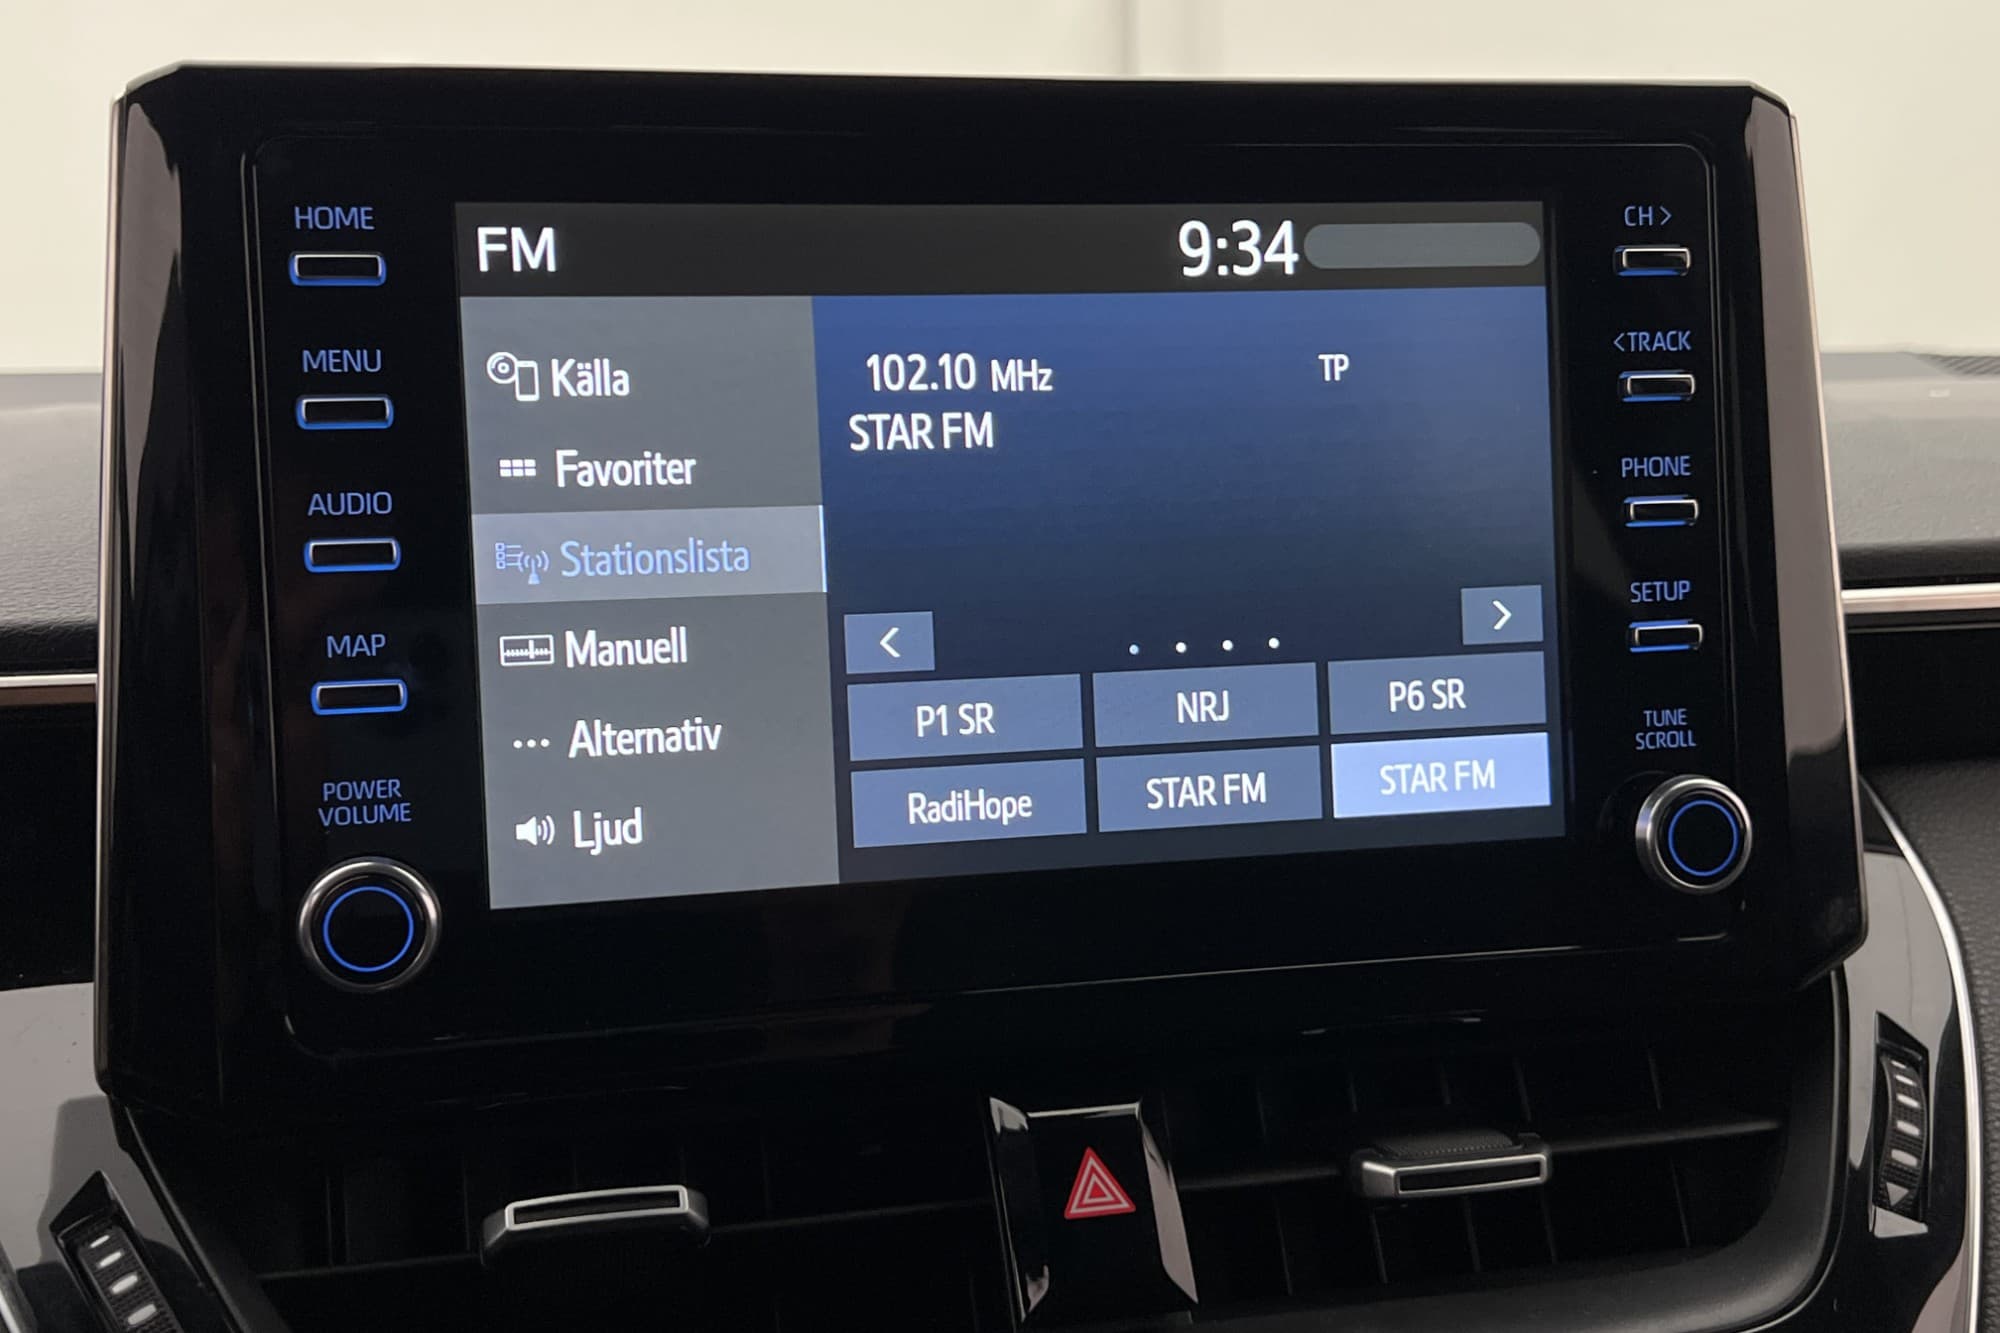 HOME
MENU
AUDIO
MAP
POWER
VOLUME
FM
9:34
Källa
Favoriter
Stationslista
Manuell
Alternativ
Ljud
102.10 MHz
TP
STAR FM
<
>
P1 SR
NRJ
P6 SR
RadiHope
STAR FM
STAR FM
CH >
< TRACK
PHONE
SETUP
TUNE
SCROLL